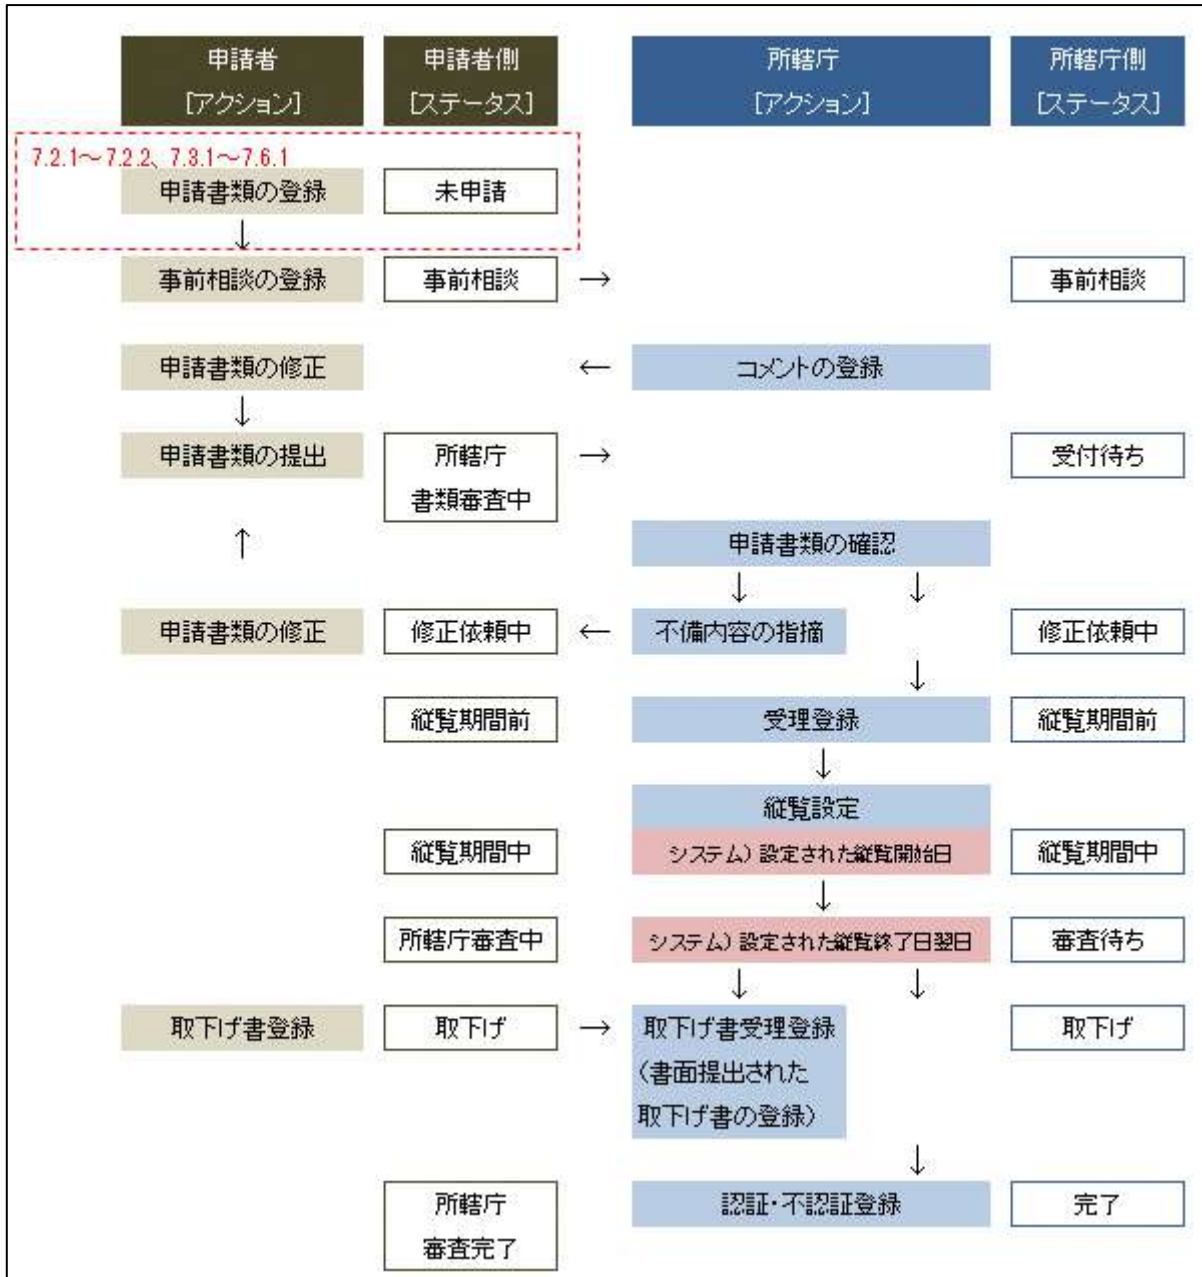 申請者
[アクション]
申請者側
[ステータス]
所轄庁
[アクション]
所轄庁側
[ステータス]
7.2.1～7.2.2、7.3.1～7.6.1
申請書類の登録
未申請
↓
事前相談の登録
事前相談
→
事前相談
申請書類の修正
←
コメントの登録
↓
申請書類の提出
所轄庁
書類審査中
→
受付待ち
↑
申請書類の確認
↓
↓
申請書類の修正
修正依頼中
←
不備内容の指摘
修正依頼中
↓
縦覧期間前
受理登録
縦覧期間前
↓
縦覧設定
縦覧期間中
システム）設定された縦覧開始日
縦覧期間中
↓
所轄庁審査中
システム）設定された縦覧終了日翌日
審査待ち
↓
↓
取下げ書登録
取下げ
→
取下げ書受理登録
（書面提出された
取下げ書の登録）
取下げ
↓
所轄庁
審査完了
認証・不認証登録
完了